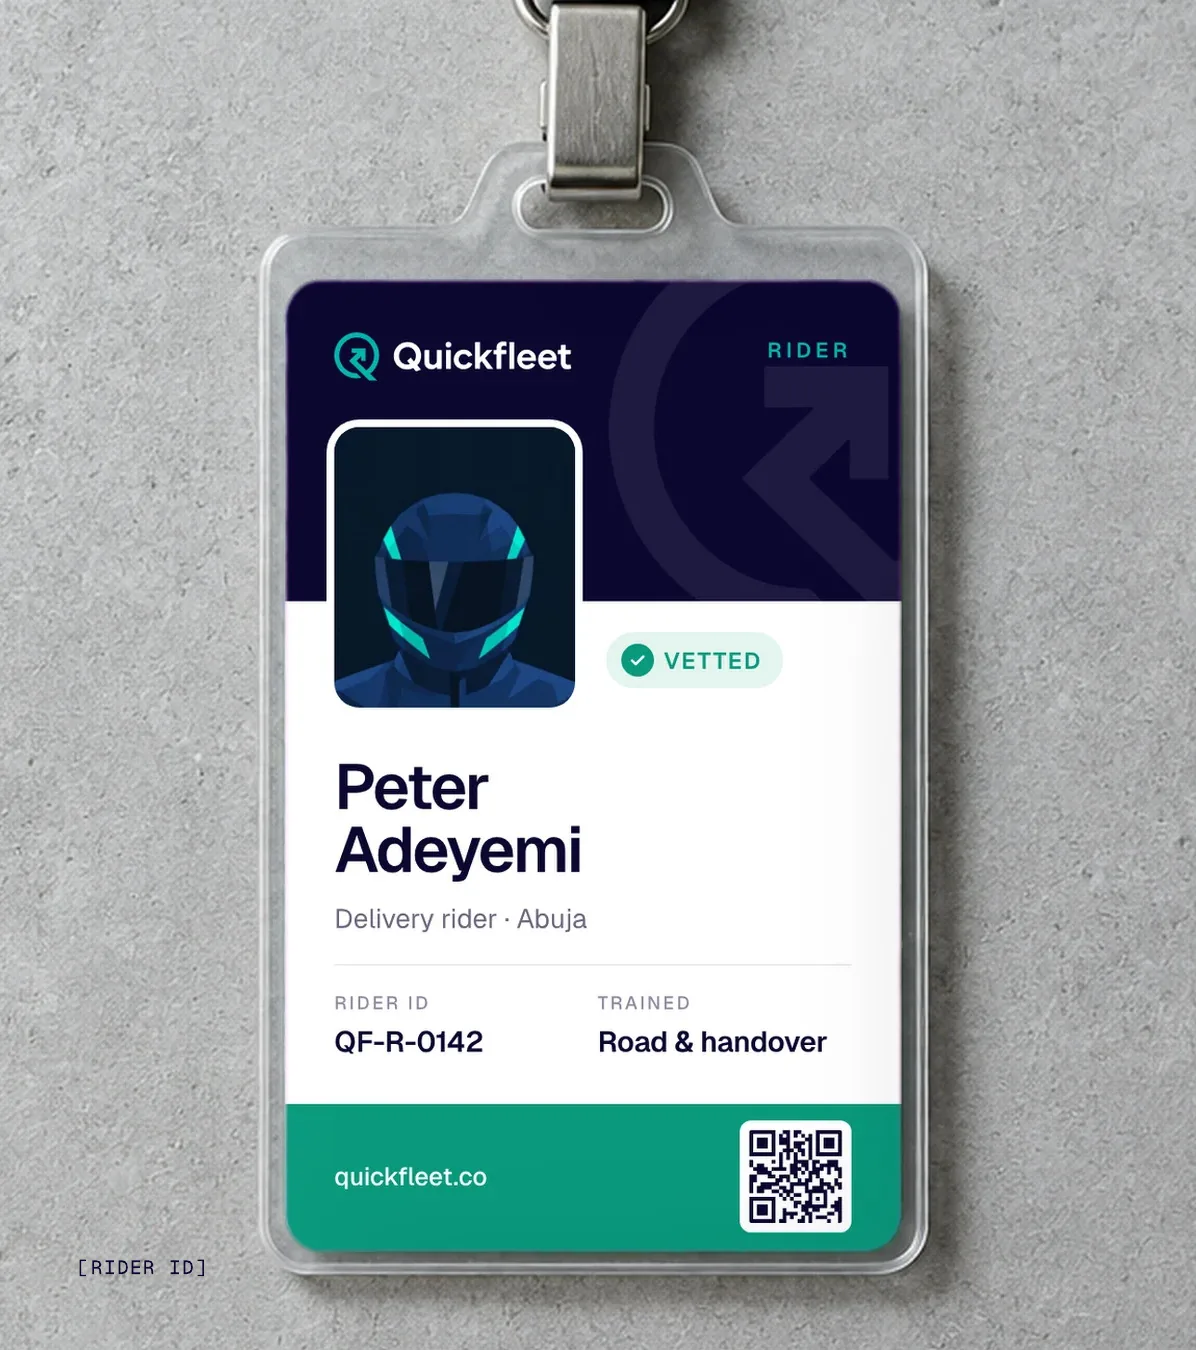 Quickfleet
RIDER
VETTED
Peter
Adeyemi
Delivery rider · Abuja
RIDER ID
TRAINED
QF-R-0142
Road & handover
quickfleet.co
[RIDER ID]